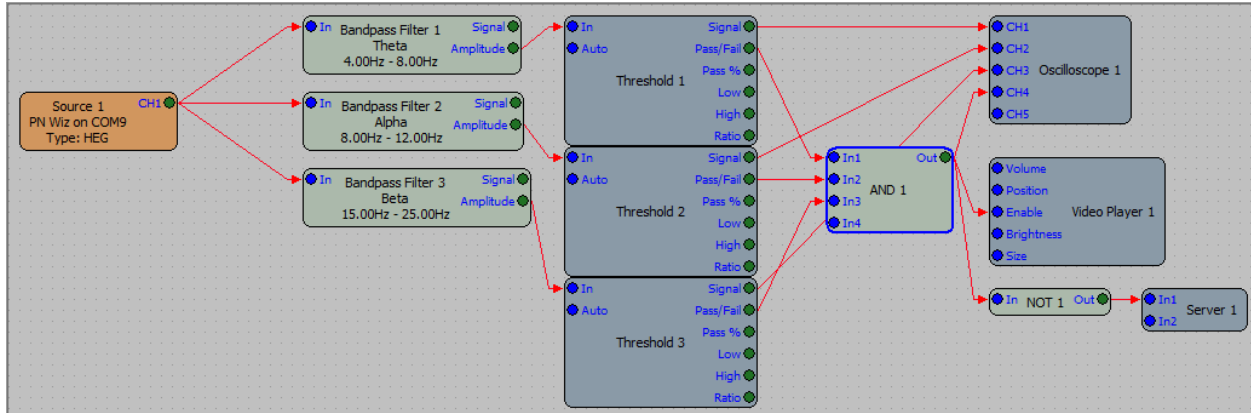 Source 1
CH1
PN Wiz on COM9
Type: HEG
In
Bandpass Filter 1
Signal
Theta
Amplitude
4.00Hz - 8.00Hz
In
Bandpass Filter 2
Signal
Alpha
Amplitude
8.00Hz - 12.00Hz
In
Bandpass Filter 3
Signal
Beta
Amplitude
15.00Hz - 25.00Hz
In
Signal
Auto
Pass/Fail
Pass %
Threshold 1
Low
High
Ratio
In
Signal
Auto
Pass/Fail
Pass %
Threshold 2
Low
High
Ratio
In
Signal
Auto
Pass/Fail
Pass %
Threshold 3
Low
High
Ratio
In1
Out
In2
AND 1
In3
In4
CH1
CH2
CH3
Oscilloscope 1
CH4
CH5
Volume
Position
Enable
Video Player 1
Brightness
Size
In
NOT 1
Out
In1
Server 1
In2